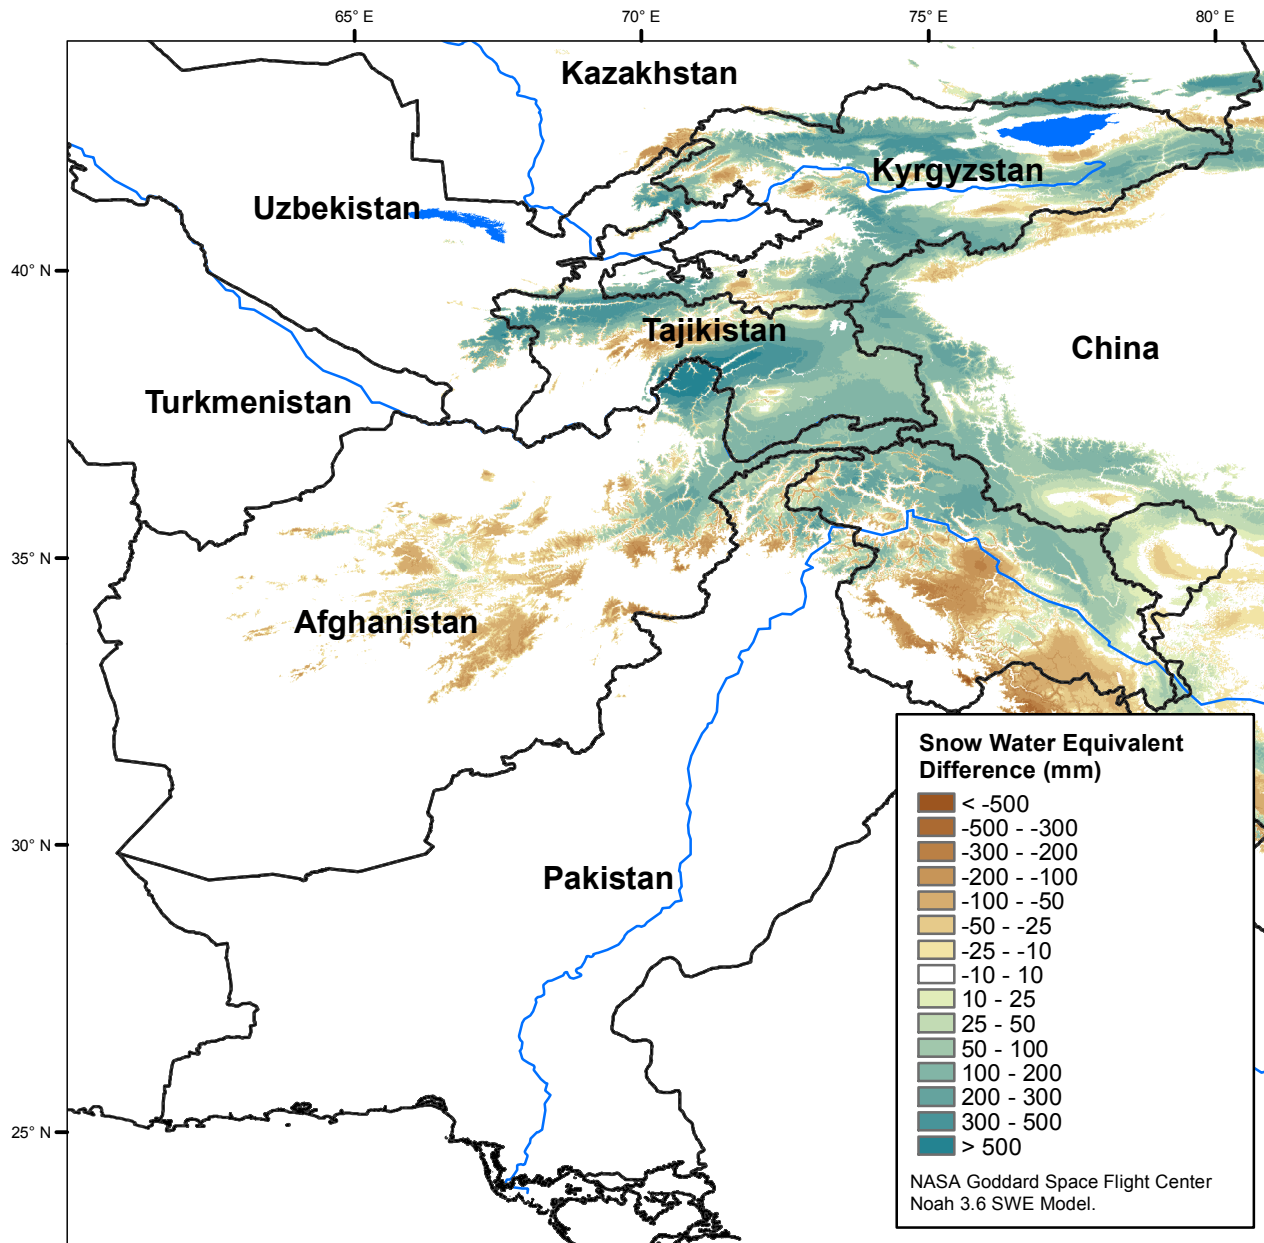 65° E
70° E
75° E
80° E
Kazakhstan
Kyrgyzstan
Uzbekistan
40° N
Tajikistan
China
Turkmenistan
35° N
Afghanistan
30° N
Pakistan
25° N
Snow Water Equivalent
Difference (mm)
< -500
-500 - -300
-300 - -200
-200 - -100
-100 - -50
-50 - -25
-25 - -10
-10 - 10
10 - 25
25 - 50
50 - 100
100 - 200
200 - 300
300 - 500
> 500
NASA Goddard Space Flight Center
Noah 3.6 SWE Model.